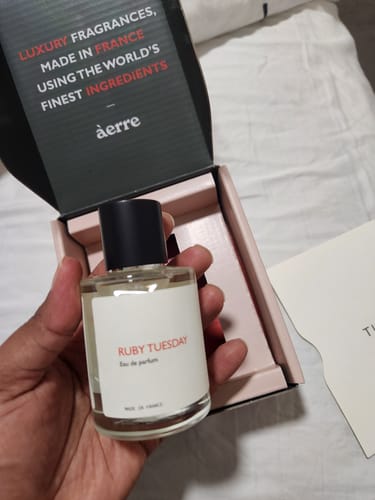 LUXURY FRAGRANCES,
MADE IN FRANCE
USING THE WORLD'S
FINEST INGREDIENTS
àerre
RUBY TUESDAY
Eau de parfum
MADE IN FRANCE